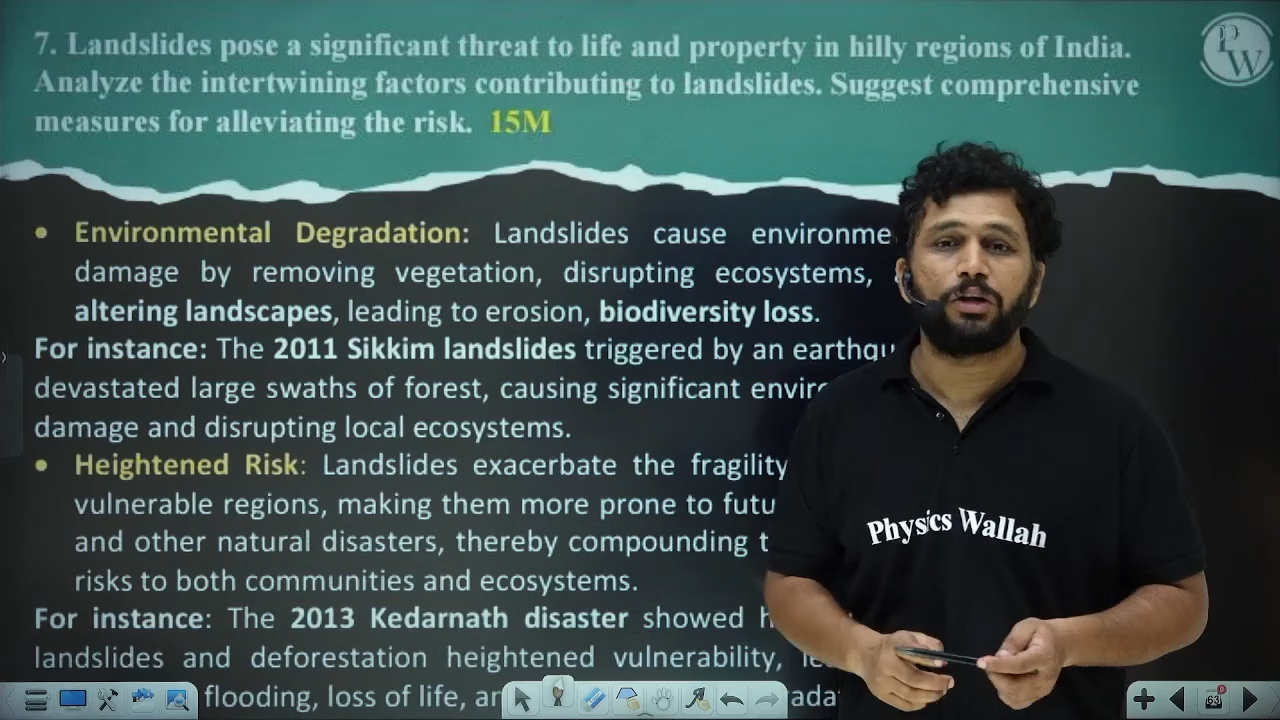 7. Landslides pose a significant threat to life and property in hilly regions of India.
Analyze the intertwining factors contributing to landslides. Suggest comprehensive
measures for alleviating the risk. 15M
PW
• Environmental Degradation: Landslides cause environme
damage by removing vegetation, disrupting ecosystems,
altering landscapes, leading to erosion, biodiversity loss.
For instance: The 2011 Sikkim landslides triggered by an earthqu
devastated large swaths of forest, causing significant enviro
damage and disrupting local ecosystems.
• Heightened Risk: Landslides exacerbate the fragility
vulnerable regions, making them more prone to futu
and other natural disasters, thereby compounding t
risks to both communities and ecosystems.
For instance: The 2013 Kedarnath disaster showed h
landslides and deforestation heightened vulnerability, le
flooding, loss of life, an
Physics Wallah
63